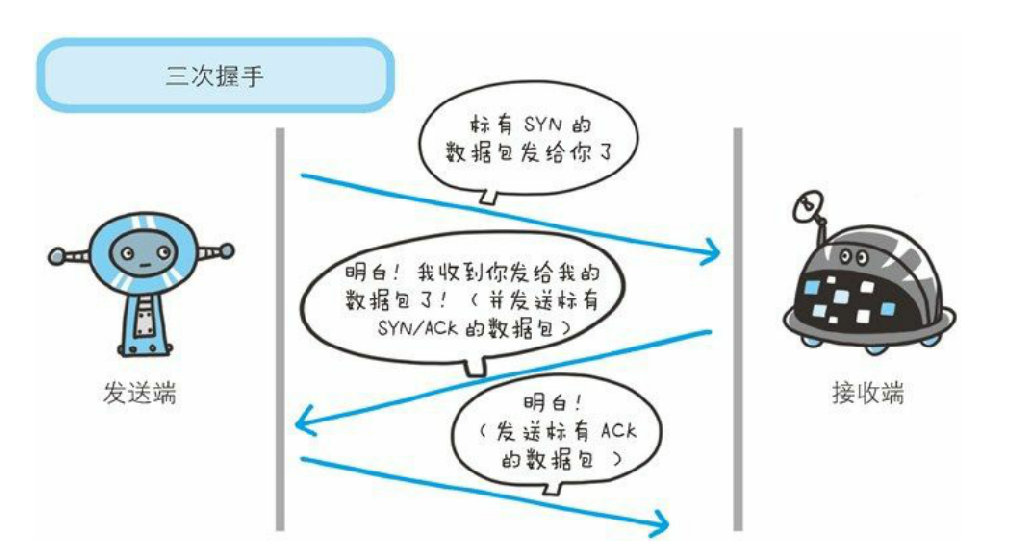 三次握手
标有 SYN 的
数据包发给你了
明白！我收到你发给我的
数据包了！（并发送标有
SYN/ACK 的数据包）
发送端
接收端
明白！
（发送标有 ACK
的数据包）